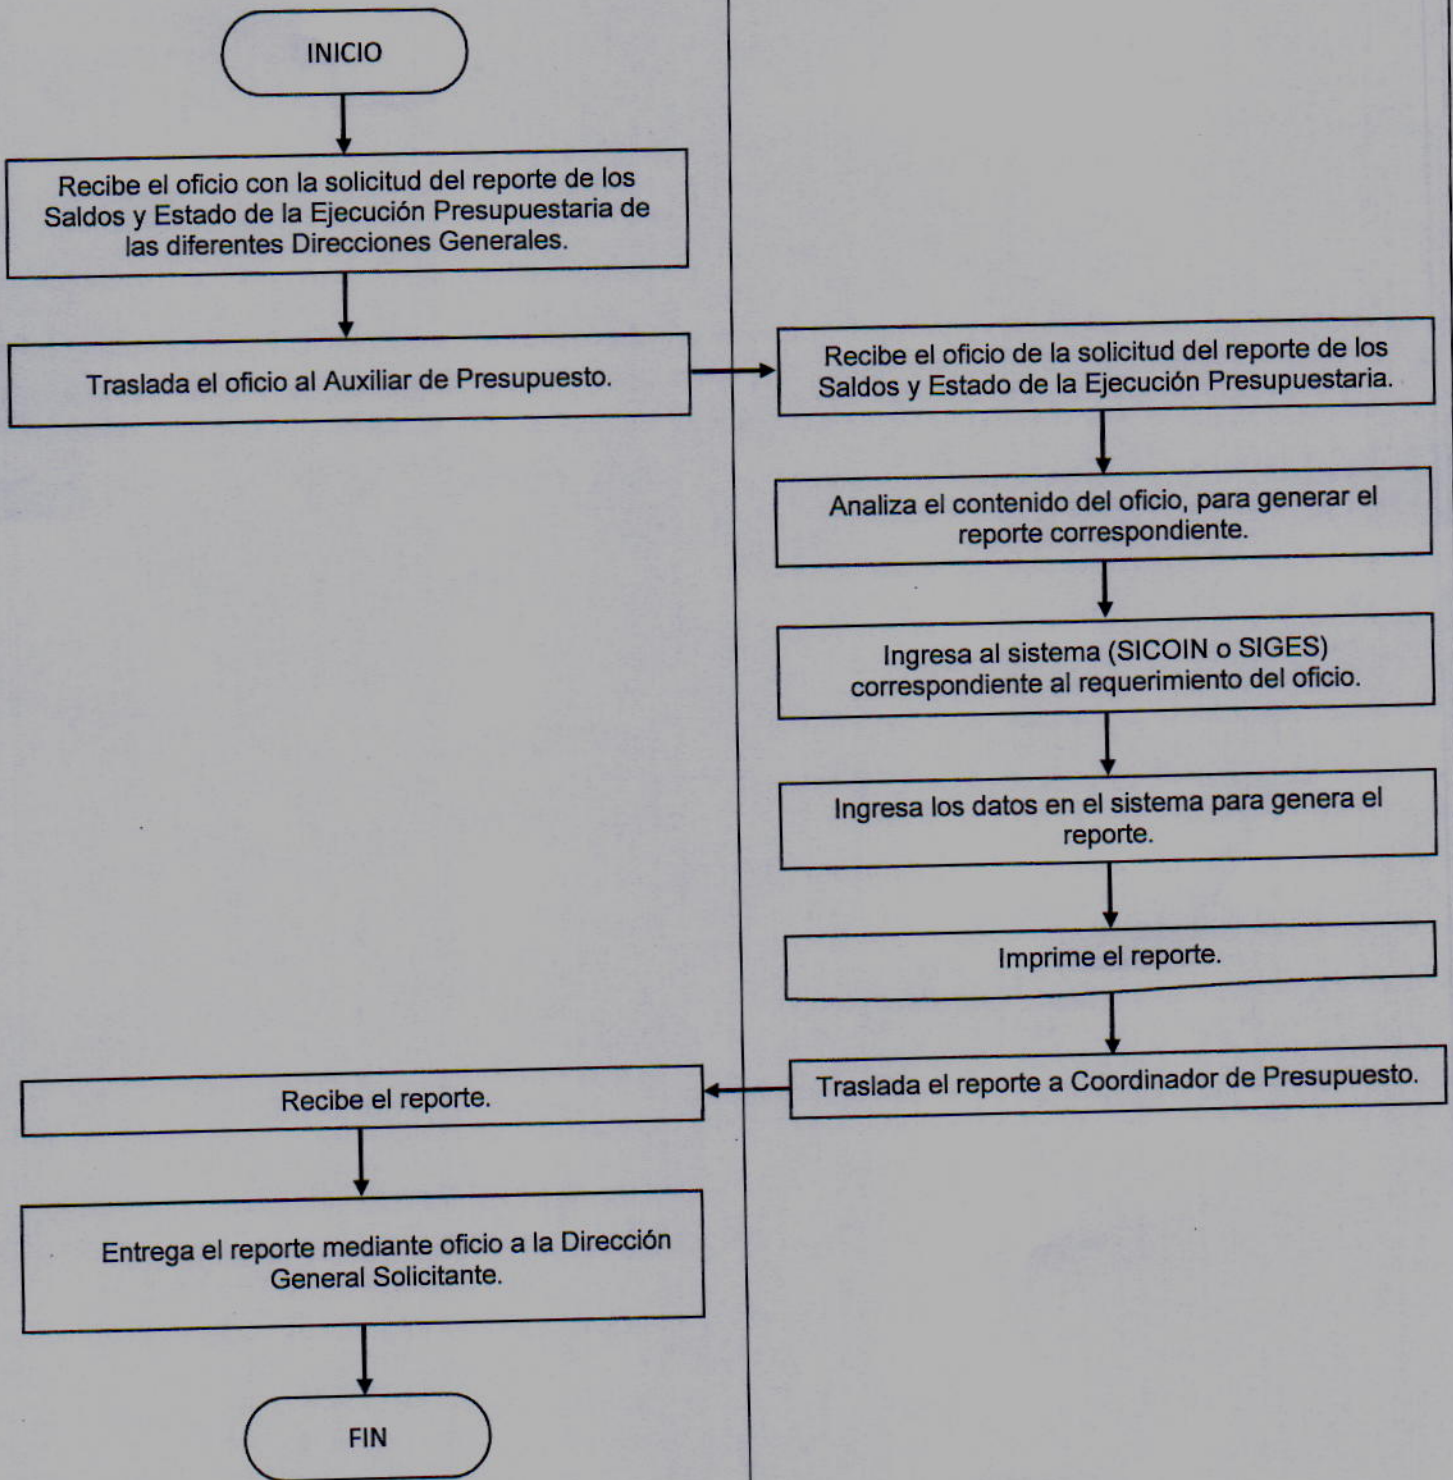 INICIO
Recibe el oficio con la solicitud del reporte de los
Saldos y Estado de la Ejecución Presupuestaria de
las diferentes Direcciones Generales.
Traslada el oficio al Auxiliar de Presupuesto.
Recibe el oficio de la solicitud del reporte de los
Saldos y Estado de la Ejecución Presupuestaria.
Analiza el contenido del oficio, para generar el
reporte correspondiente.
Ingresa al sistema (SICOIN o SIGES)
correspondiente al requerimiento del oficio.
Ingresa los datos en el sistema para genera el
reporte.
Imprime el reporte.
Traslada el reporte a Coordinador de Presupuesto.
Recibe el reporte.
Entrega el reporte mediante oficio a la Dirección
General Solicitante.
FIN